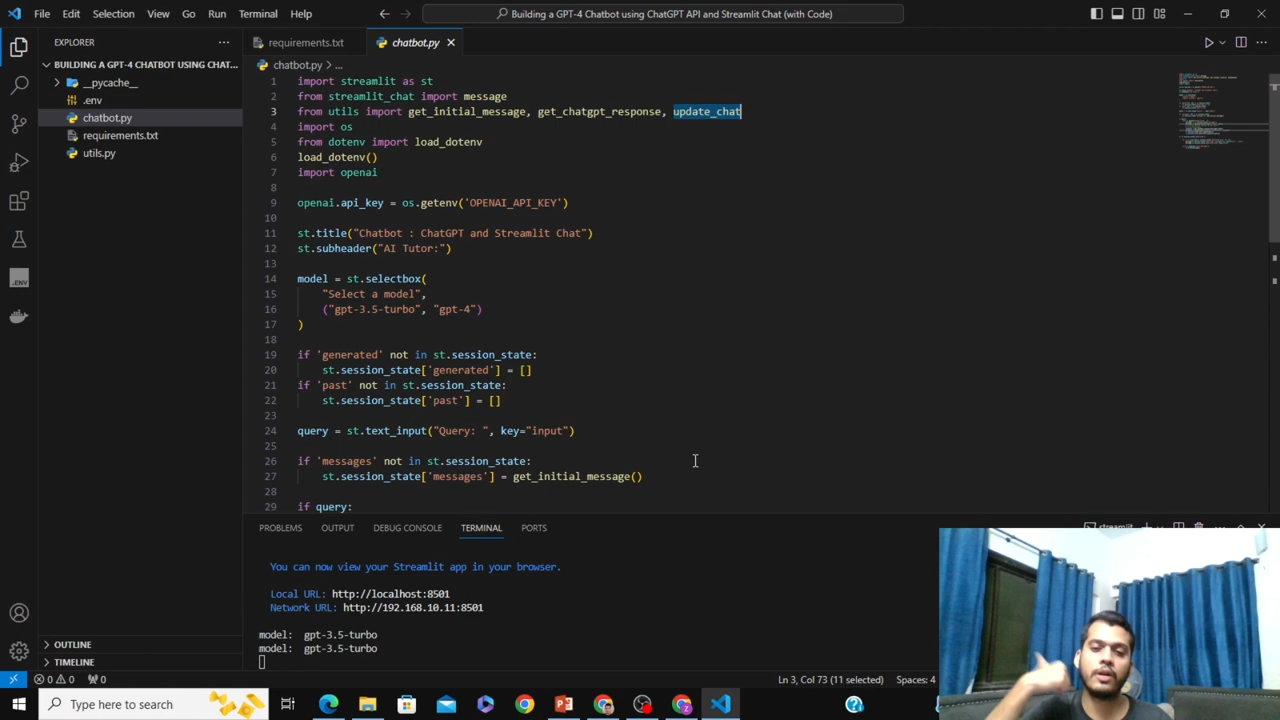 File Edit Selection View Go Run Terminal Help
Building a GPT-4 Chatbot using ChatGPT API and Streamlit Chat (with Code)
EXPLORER
requirements.txt
chatbot.py
BUILDING A GPT-4 CHATBOT USING CHAT...
__pycache__
.env
chatbot.py
requirements.txt
utils.py
chatbot.py > ...
1 import streamlit as st
2 from streamlit_chat import message
3 from utils import get_initial_message, get_chatgpt_response, update_chat
4 import os
5 from dotenv import load_dotenv
6 load_dotenv()
7 import openai
8
9 openai.api_key = os.getenv('OPENAI_API_KEY')
10
11 st.title("Chatbot : ChatGPT and Streamlit Chat")
12 st.subheader("AI Tutor:")
13
14 model = st.selectbox(
15 "Select a model",
16 ("gpt-3.5-turbo", "gpt-4")
17 )
18
19 if 'generated' not in st.session_state:
20 st.session_state['generated'] = []
21 if 'past' not in st.session_state:
22 st.session_state['past'] = []
23
24 query = st.text_input("Query: ", key="input")
25
26 if 'messages' not in st.session_state:
27 st.session_state['messages'] = get_initial_message()
28
29 if query:
PROBLEMS OUTPUT DEBUG CONSOLE TERMINAL PORTS
streamlit
You can now view your Streamlit app in your browser.
Local URL: http://localhost:8501
Network URL: http://192.168.10.11:8501
model: gpt-3.5-turbo
model: gpt-3.5-turbo
OUTLINE
TIMELINE
0 0 0
Ln 3, Col 73 (11 selected) Spaces: 4
Type here to search